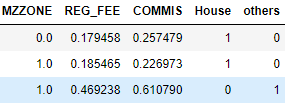 MZZONE REG_FEE COMMIS House others
0.0 0.179458 0.257479 1 0
1.0 0.185465 0.226973 1 0
1.0 0.469238 0.610790 0 1